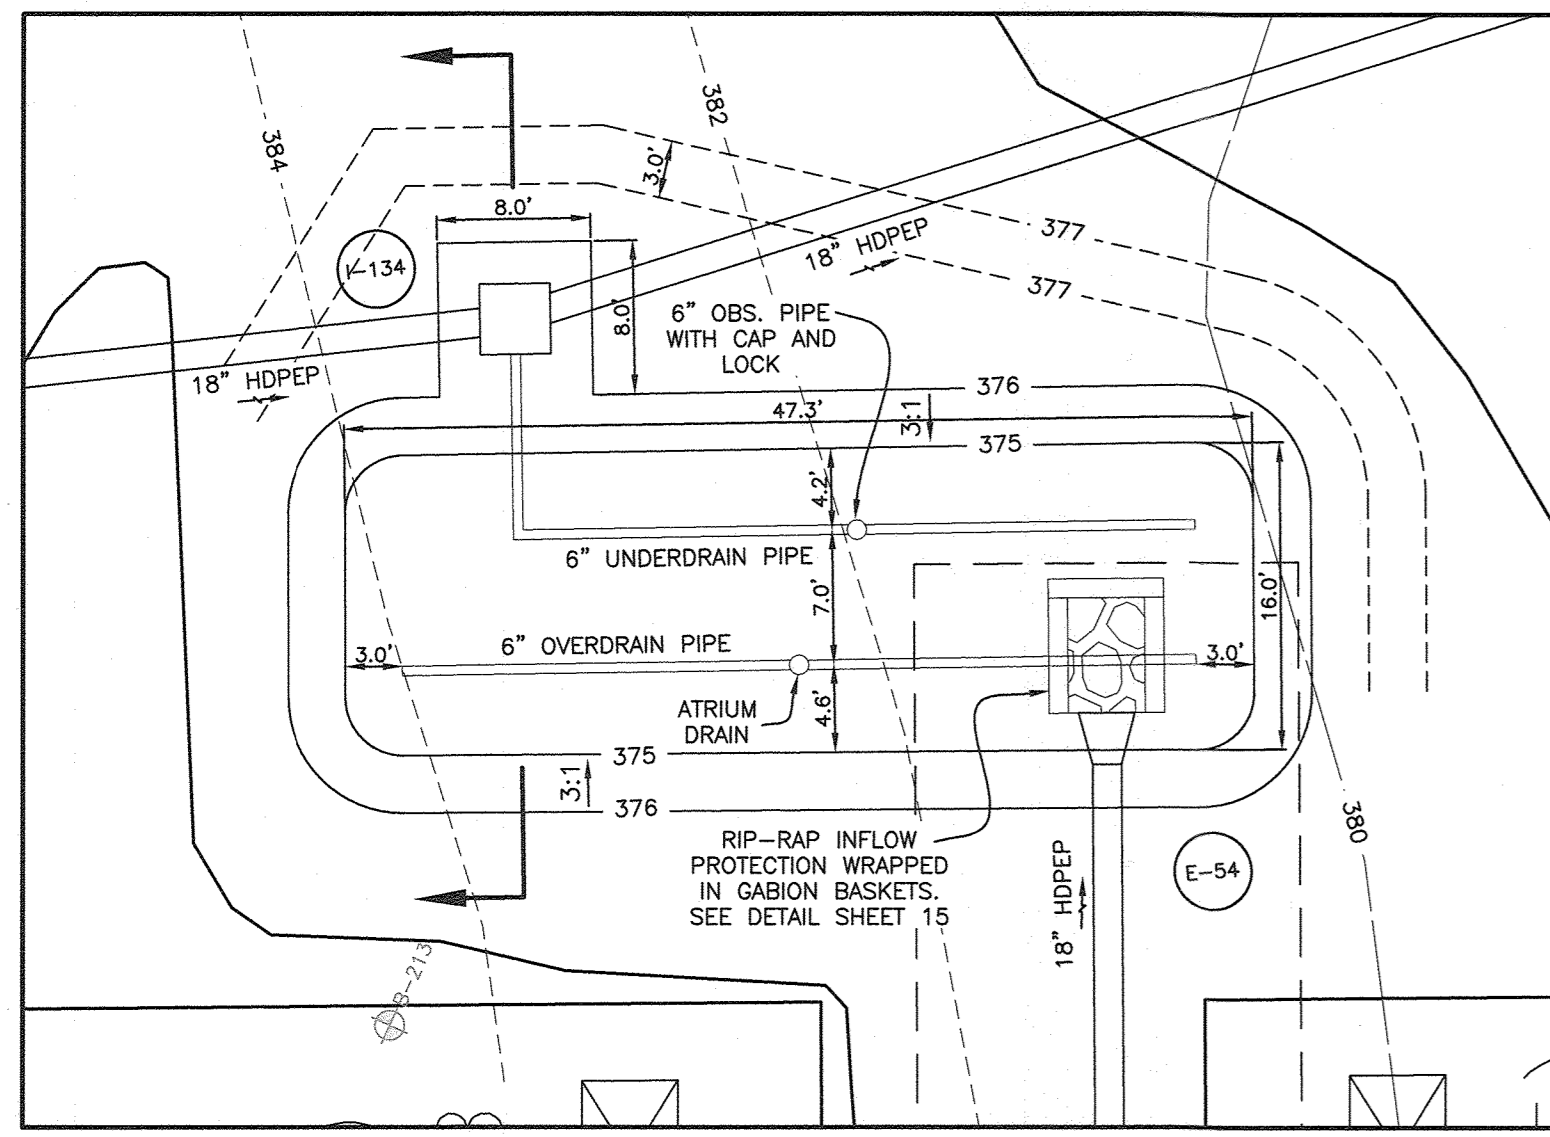 384
382
3.0'
8.0'
377
I-134
18" HDPEP
377
8.0'
6" OBS. PIPE
WITH CAP AND
LOCK
18" HDPEP
376
47.3'
3:1
375
4.2'
6" UNDERDRAIN PIPE
7.0'
16.0'
6" OVERDRAIN PIPE
3.0'
3.0'
ATRIUM
DRAIN
4.6'
375
3:1
376
380
RIP-RAP INFLOW
PROTECTION WRAPPED
IN GABION BASKETS.
SEE DETAIL SHEET 15
18" HDPEP
E-54
B-213